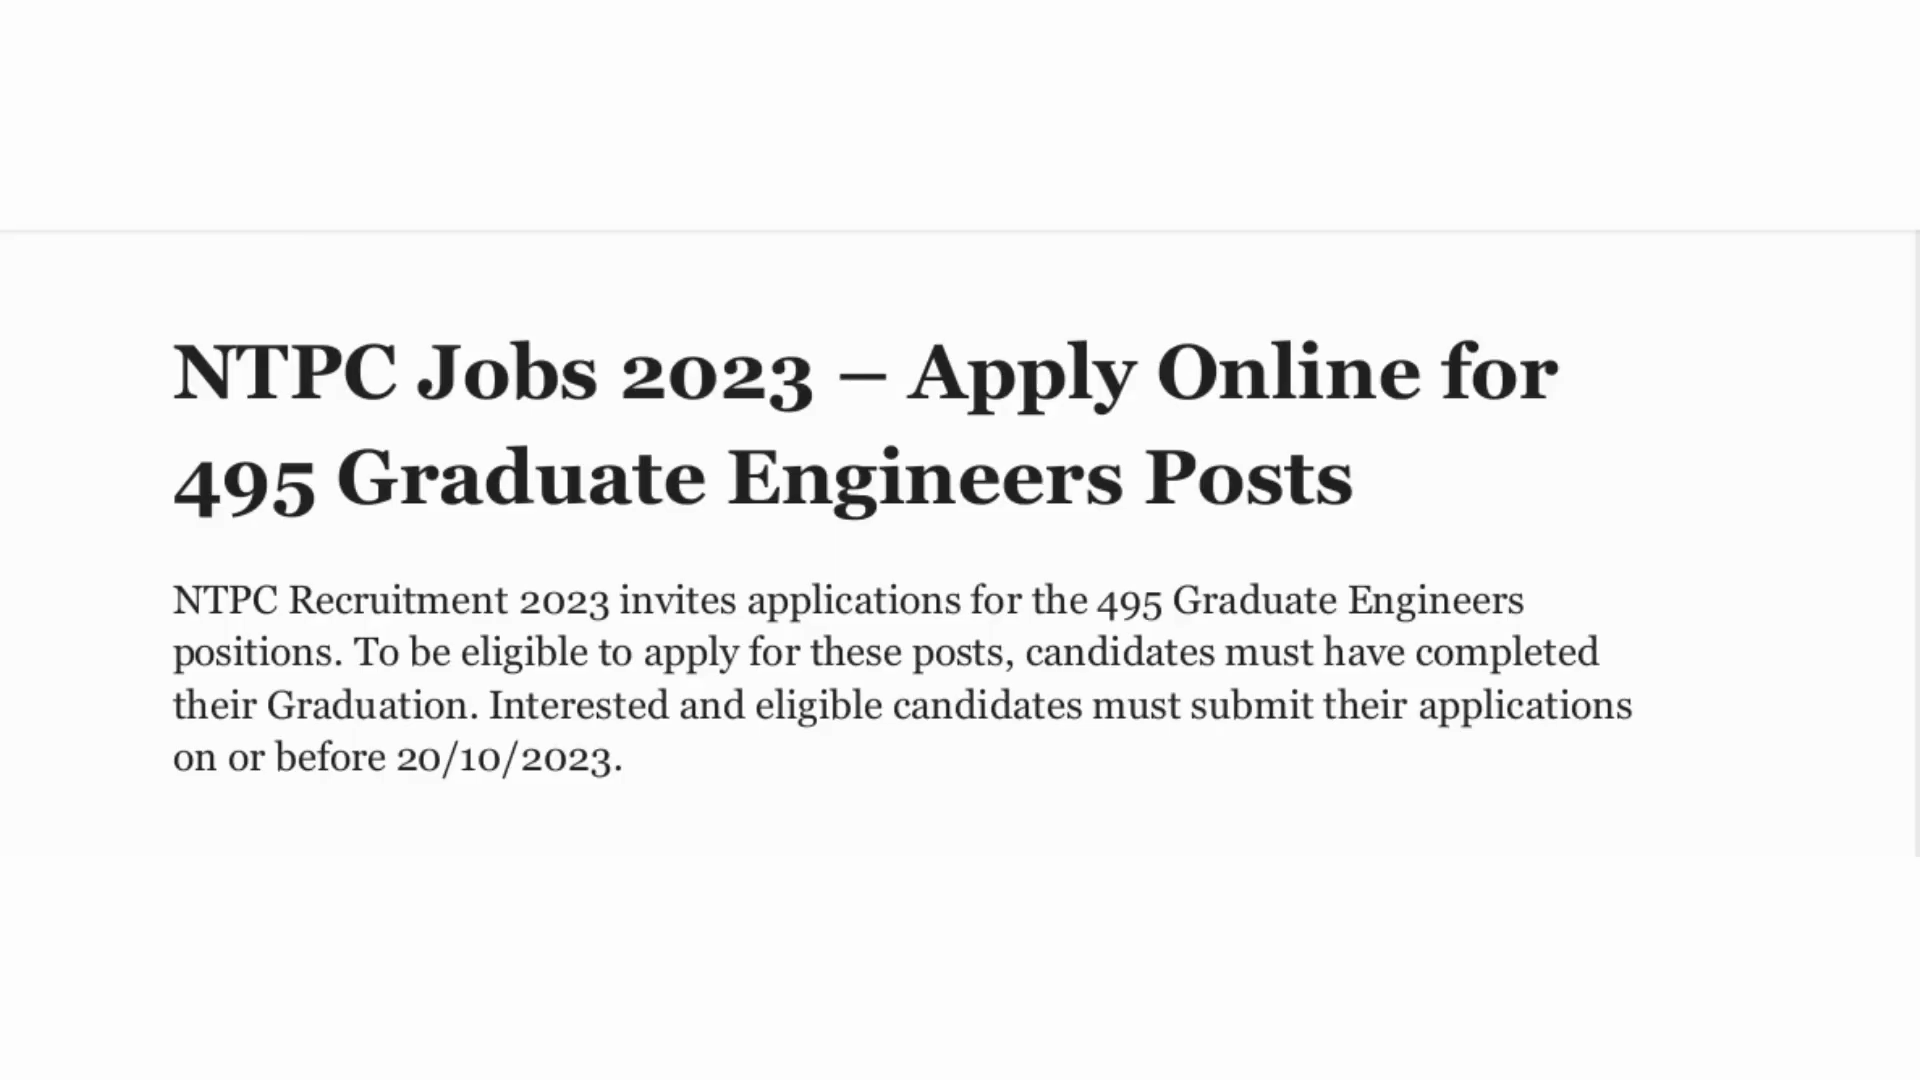 NTPC Jobs 2023 – Apply Online for
495 Graduate Engineers Posts
NTPC Recruitment 2023 invites applications for the 495 Graduate Engineers
positions. To be eligible to apply for these posts, candidates must have completed
their Graduation. Interested and eligible candidates must submit their applications
on or before 20/10/2023.